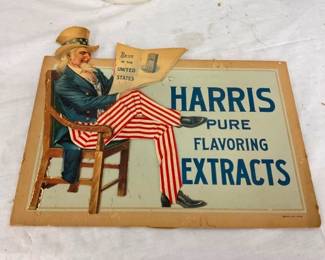 BEST
IN THE
UNITED
STATES
HARRIS
PURE
FLAVORING
EXTRACTS